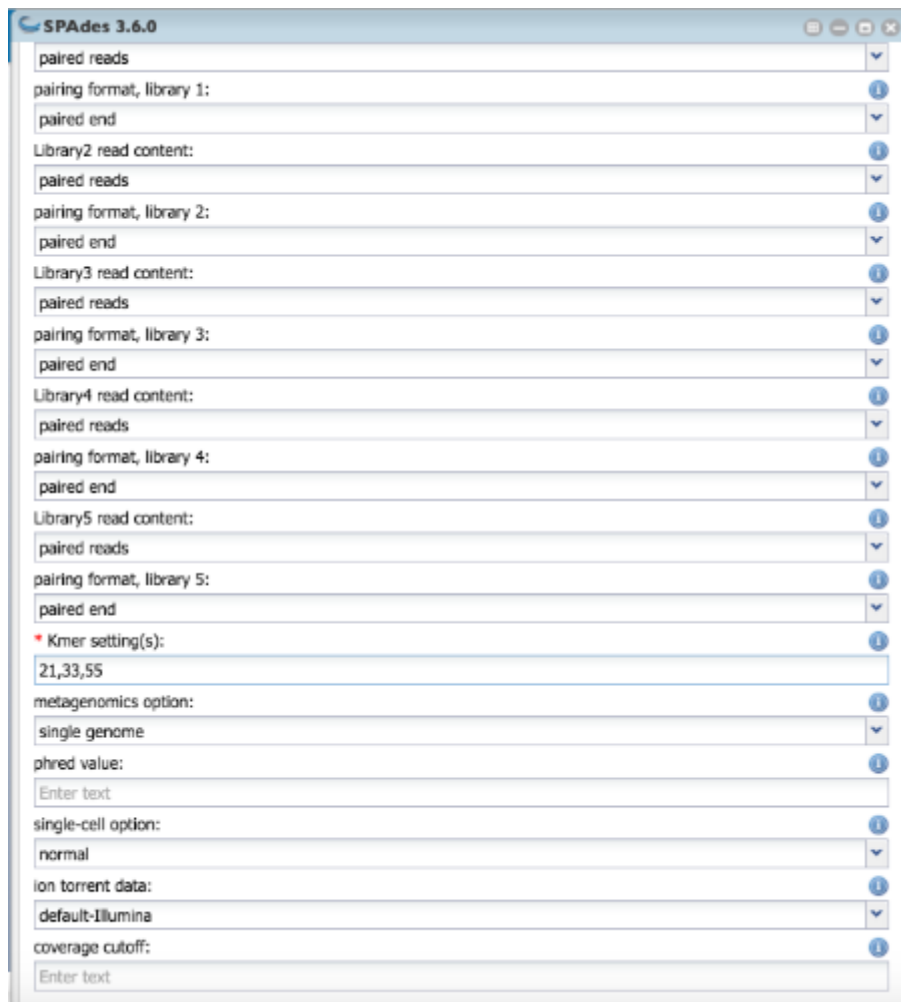 SPAdes 3.6.0
paired reads
pairing format, library 1:
paired end
Library2 read content:
paired reads
pairing format, library 2:
paired end
Library3 read content:
paired reads
pairing format, library 3:
paired end
Library4 read content:
paired reads
pairing format, library 4:
paired end
Library5 read content:
paired reads
pairing format, library 5:
paired end
* Kmer setting(s):
21,33,55
metagenomics option:
single genome
phred value:
Enter text
single-cell option:
normal
ion torrent data:
default-Illumina
coverage cutoff:
Enter text